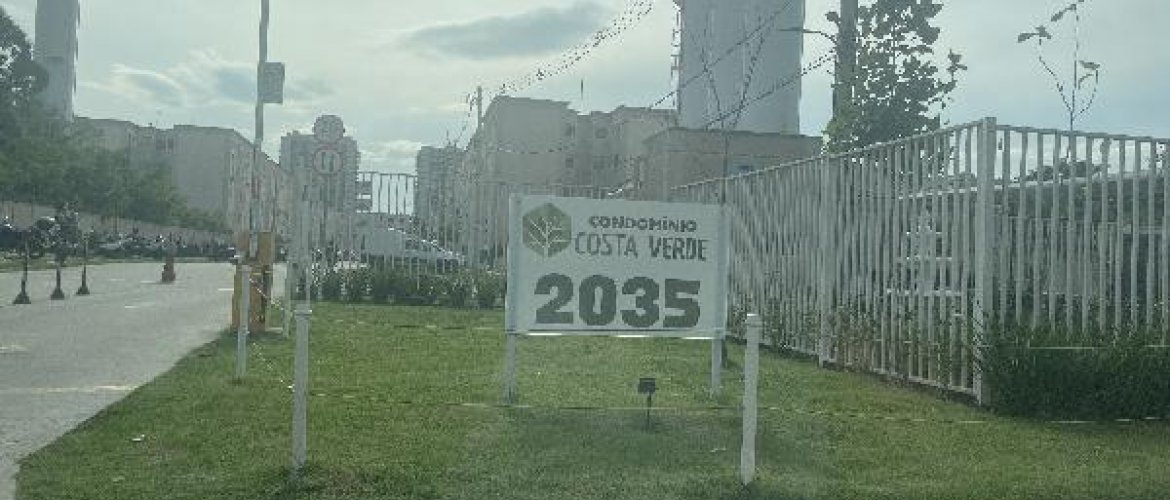 CONDOMÍNIO
COSTA VERDE
2035